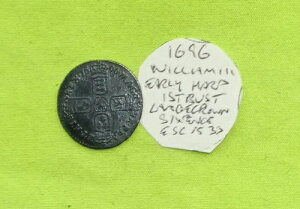 1696
WILLIAM III
EARLY HARP
1ST BUST
LARGE CROWN
SIXPENCE
ESC 1533